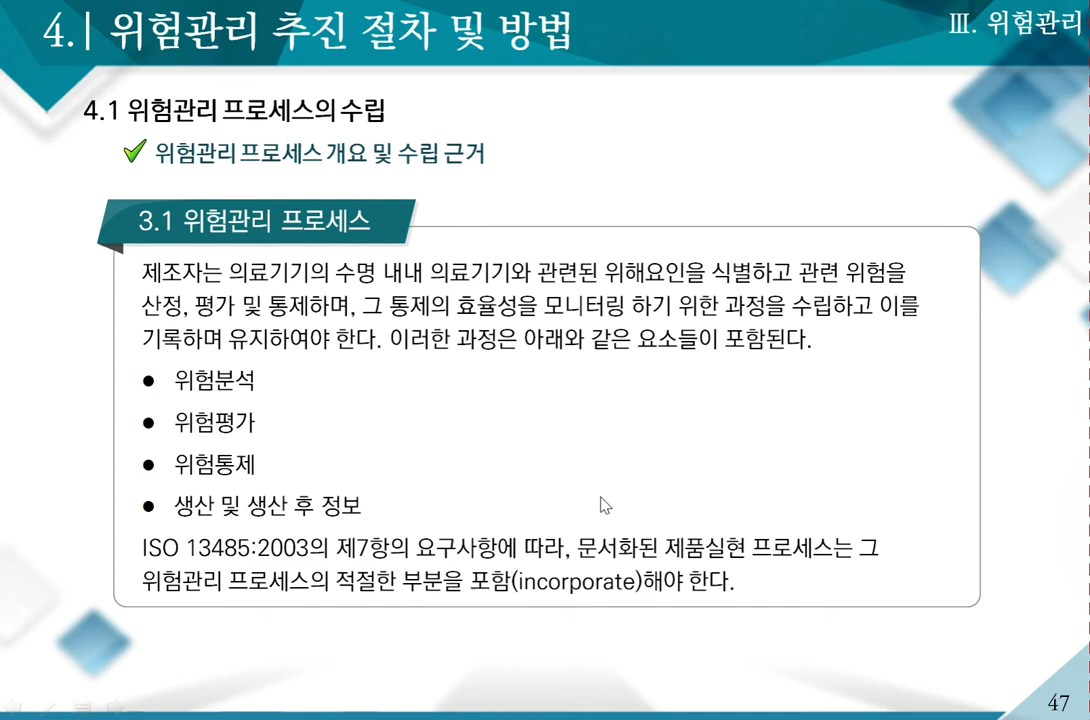 4.| 위험관리 추진 절차 및 방법
Ⅲ. 위험관리
4.1 위험관리 프로세스의 수립
위험관리 프로세스 개요 및 수립 근거
3.1 위험관리 프로세스
제조자는 의료기기의 수명 내내 의료기기와 관련된 위해요인을 식별하고 관련 위험을
산정, 평가 및 통제하며, 그 통제의 효율성을 모니터링 하기 위한 과정을 수립하고 이를
기록하며 유지하여야 한다. 이러한 과정은 아래와 같은 요소들이 포함된다.
● 위험분석
● 위험평가
● 위험통제
● 생산 및 생산 후 정보
ISO 13485:2003의 제7항의 요구사항에 따라, 문서화된 제품실현 프로세스는 그
위험관리 프로세스의 적절한 부분을 포함(incorporate)해야 한다.
47